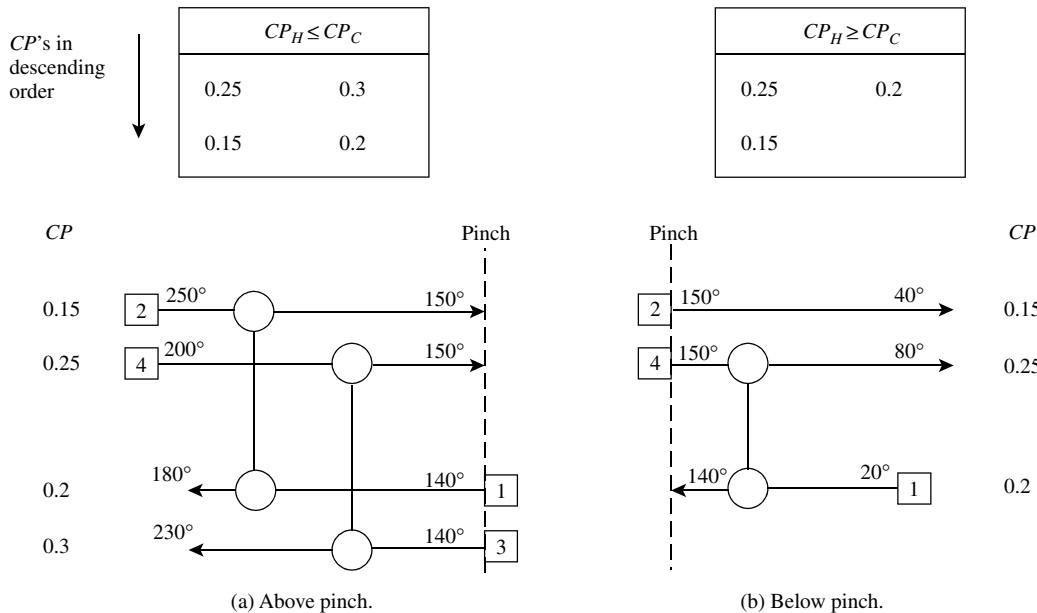 CP's in
descending
order
CP_H ≤ CP_C
0.25 0.3
0.15 0.2
CP_H ≥ CP_C
0.25 0.2
0.15
CP Pinch
0.15 2 250° 150°
0.25 4 200° 150°
0.2 180° 140° 1
0.3 230° 140° 3
(a) Above pinch.
Pinch CP
2 150° 40° 0.15
4 150° 80° 0.25
140° 20° 1 0.2
(b) Below pinch.